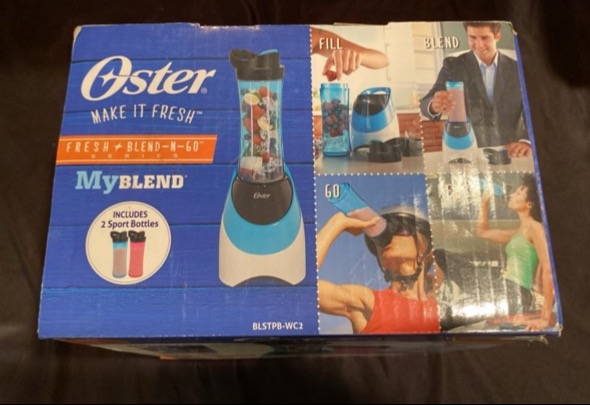 Oster®
MAKE IT FRESH™
FRESH + BLEND-N-GO™
SERIES
MyBLEND®
INCLUDES
2 Sport Bottles
Oster
BLSTPB-WC2
FILL
BLEND
GO